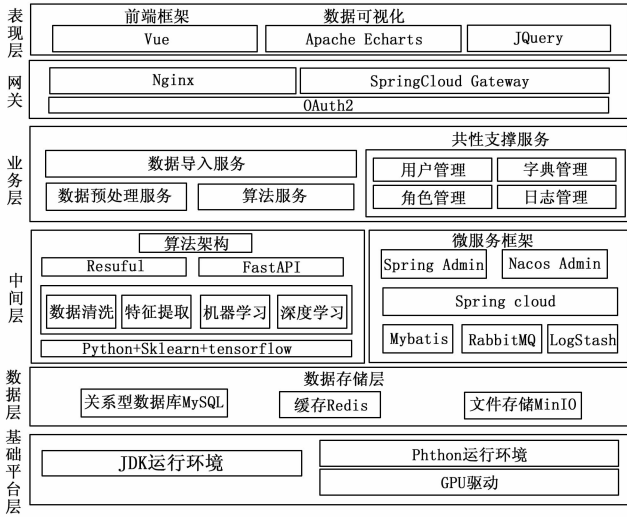 表现层
前端框架 数据可视化
Vue Apache Echarts JQuery
网关
Nginx SpringCloud Gateway
OAuth2
业务层
共性支撑服务
数据导入服务
用户管理 字典管理
数据预处理服务 算法服务
角色管理 日志管理
中间层
算法架构
Resuful FastAPI
数据清洗 特征提取 机器学习 深度学习
Python+Sklearn+tensorflow
微服务框架
Spring Admin Nacos Admin
Spring cloud
Mybatis RabbitMQ LogStash
数据层
数据存储层
关系型数据库MySQL 缓存Redis 文件存储MinIO
基础平台层
JDK运行环境
Phthon运行环境
GPU驱动